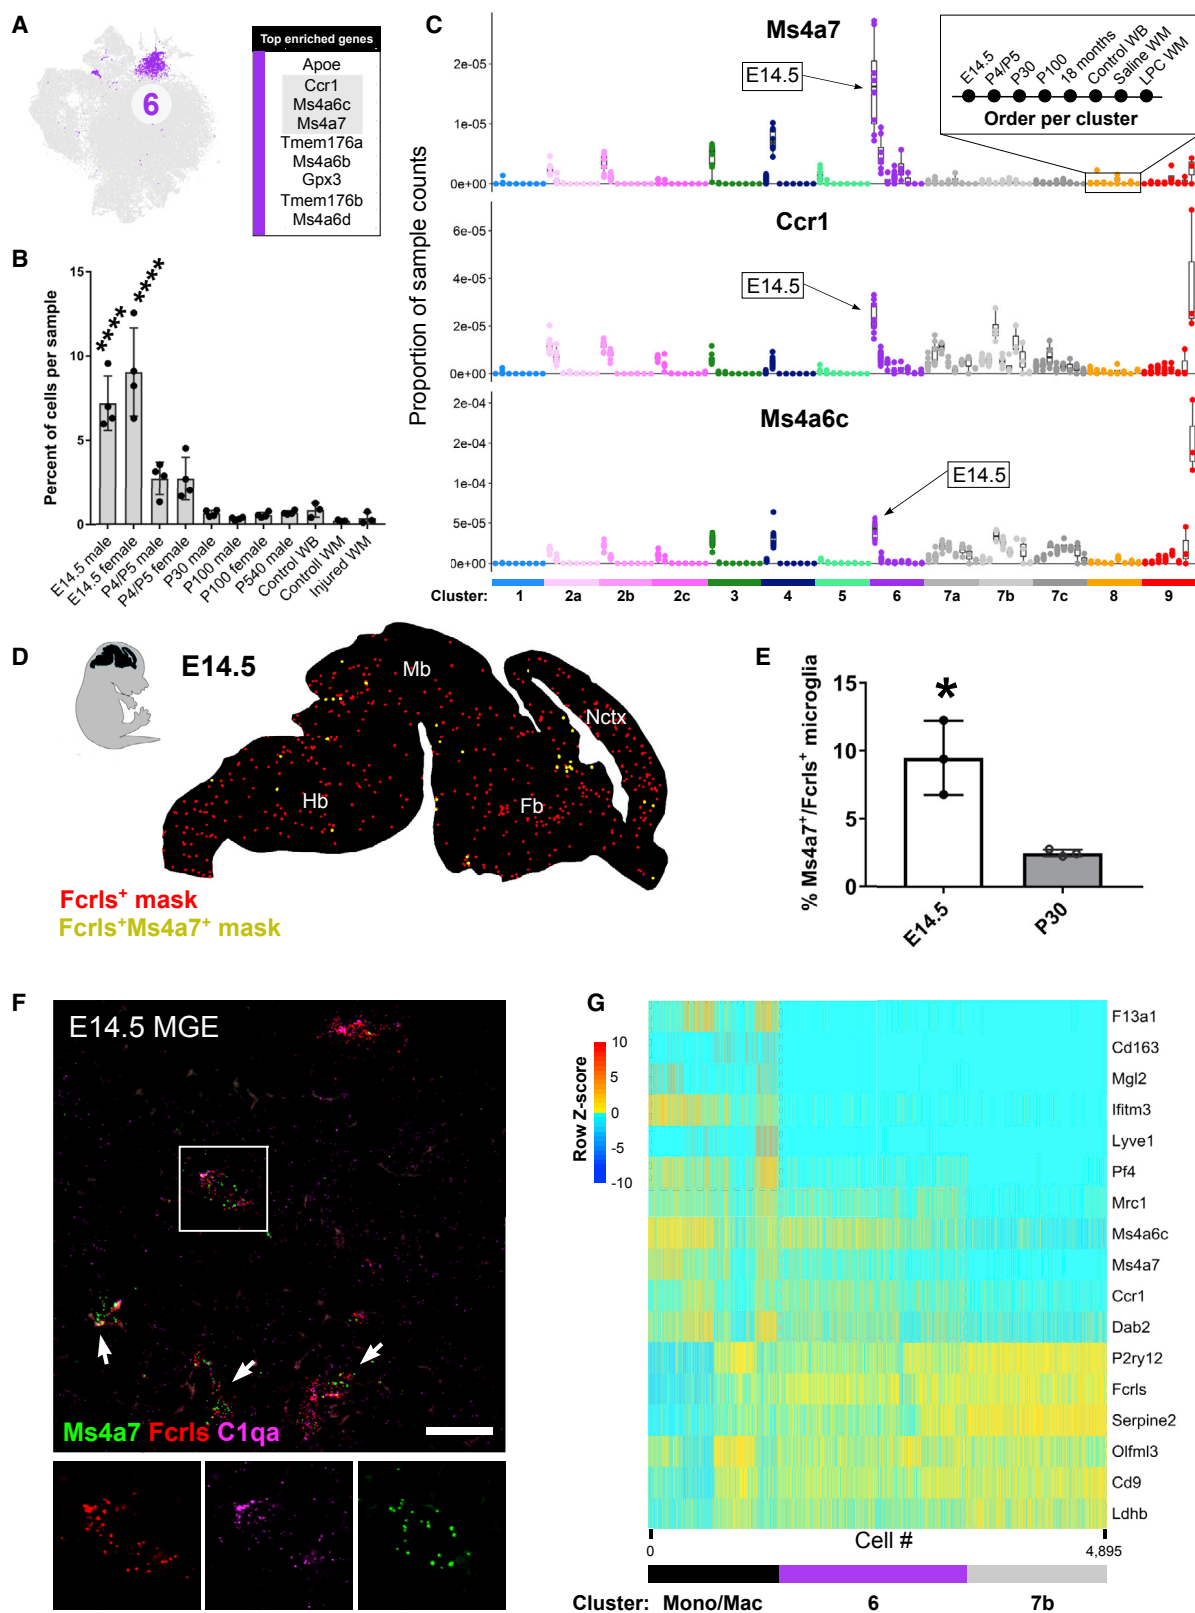 A
6
Top enriched genes
Apoe
Ccr1
Ms4a6c
Ms4a7
Tmem176a
Ms4a6b
Gpx3
Tmem176b
Ms4a6d
B
Percent of cells per sample
15
10
5
0
****
****
E14.5 male
E14.5 female
P4/P5 male
P4/P5 female
P30 male
P100 male
P100 female
P540 male
Control WB
Control WM
Injured WM
C
Proportion of sample counts
Ms4a7
E14.5
2e-05
1e-05
0e+00
E14.5
P4/P5
P30
P100
18 months
Control WB
Saline WM
LPC WM
Order per cluster
Ccr1
E14.5
6e-05
4e-05
2e-05
0e+00
Ms4a6c
E14.5
2e-04
2e-04
1e-04
5e-05
0e+00
Cluster: 1 2a 2b 2c 3 4 5 6 7a 7b 7c 8 9
D
E14.5
Mb
Nctx
Hb
Fb
Fcrls+ mask
Fcrls+Ms4a7+ mask
E
% Ms4a7+/Fcrls+ microglia
15
10
5
0
*
E14.5
P30
F
E14.5 MGE
Ms4a7 Fcrls C1qa
G
Row Z-score
10
5
0
-5
-10
F13a1
Cd163
Mgl2
Ifitm3
Lyve1
Pf4
Mrc1
Ms4a6c
Ms4a7
Ccr1
Dab2
P2ry12
Fcrls
Serpine2
Olfml3
Cd9
Ldhb
0 Cell # 4,895
Cluster: Mono/Mac 6 7b